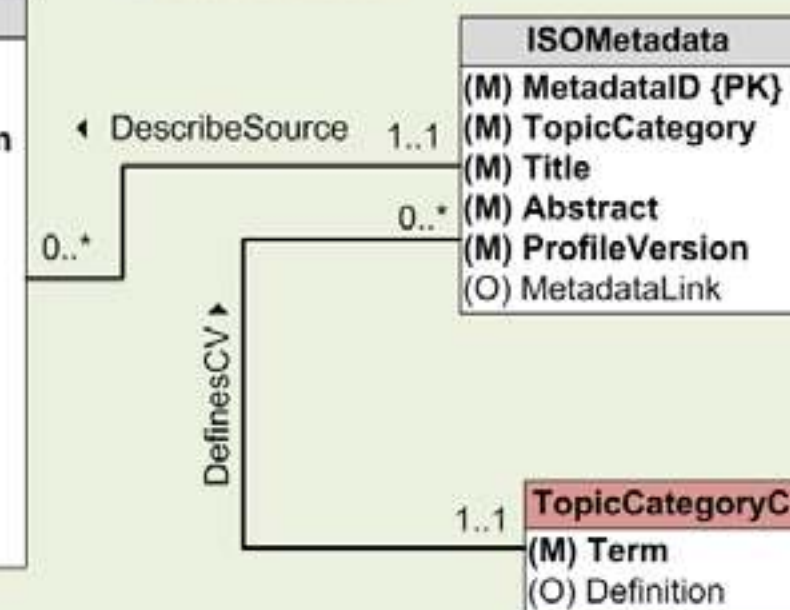 ISOMetadata
(M) MetadataID {PK}
(M) TopicCategory
(M) Title
(M) Abstract
(M) ProfileVersion
(O) MetadataLink
DescribeSource
1..1
0..*
0..*
DefinesCV
1..1
TopicCategoryC
(M) Term
(O) Definition